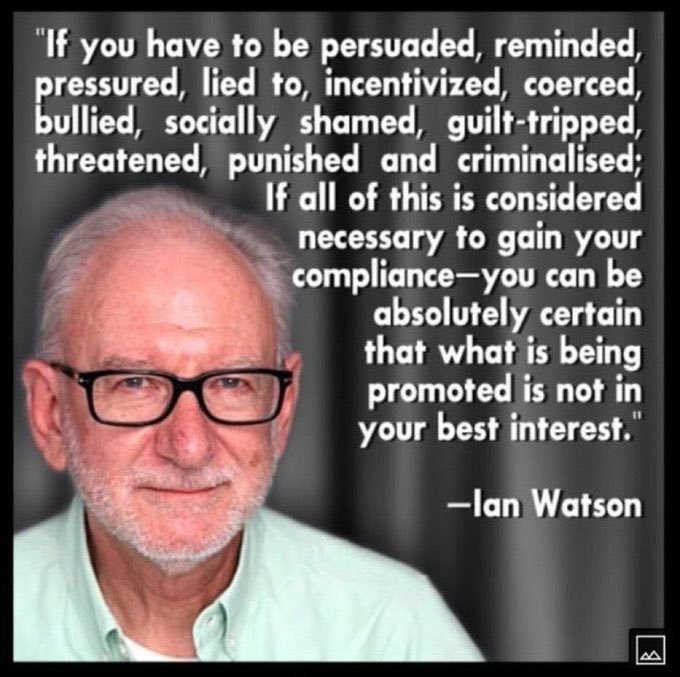 "If you have to be persuaded, reminded,
pressured, lied to, incentivized, coerced,
bullied, socially shamed, guilt-tripped,
threatened, punished and criminalised;
If all of this is considered
necessary to gain your
compliance—you can be
absolutely certain
that what is being
promoted is not in
your best interest."
—Ian Watson